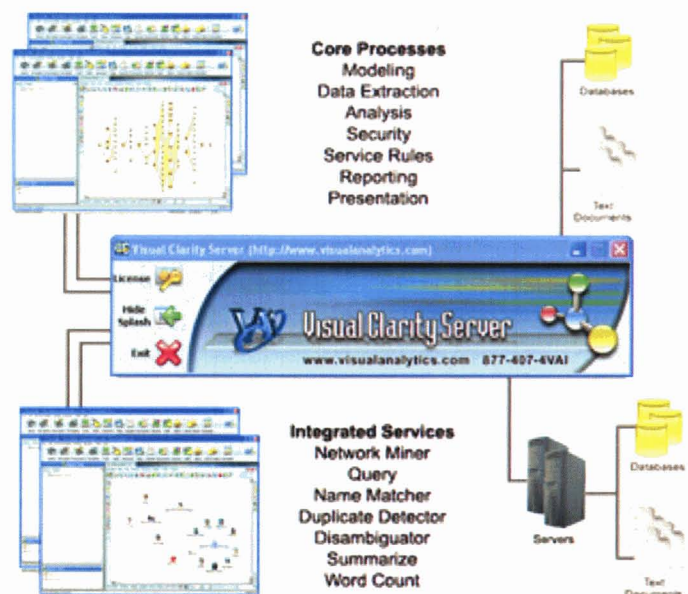 Core Processes
Modeling
Data Extraction
Analysis
Security
Service Rules
Reporting
Presentation
Databases
Text
Documents
Visual Clarity Server (http://www.visualanalytics.com)
License
Hide
Splash
Exit
Visual Clarity Server
www.visualanalytics.com 877-407-4VAI
Integrated Services
Network Miner
Query
Name Matcher
Duplicate Detector
Disambiguator
Summarize
Word Count
Servers
Databases
Text
Documents